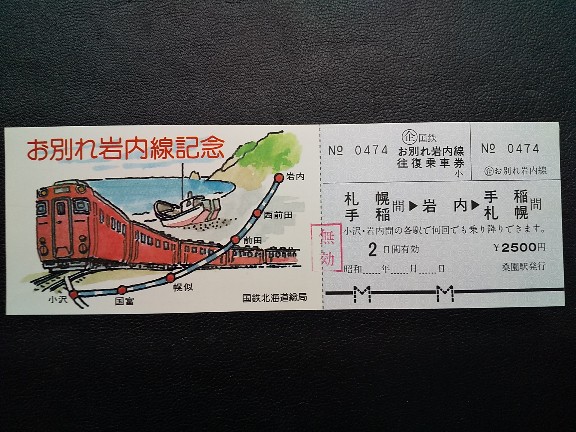 お別れ岩内線記念
岩内
西前田
前田
幌似
国富
小沢
国鉄北海道総局
無効
№ 0474
㊭国鉄
お別れ岩内線
往復乗車券
小
№ 0474
㊭お別れ岩内線
札幌
手稲
間▶岩内▶
手稲
札幌
間
小沢・岩内間の各駅で何回でも乗り降りできます。
2日間有効 ¥2500円
昭和 年 月 日 桑園駅発行